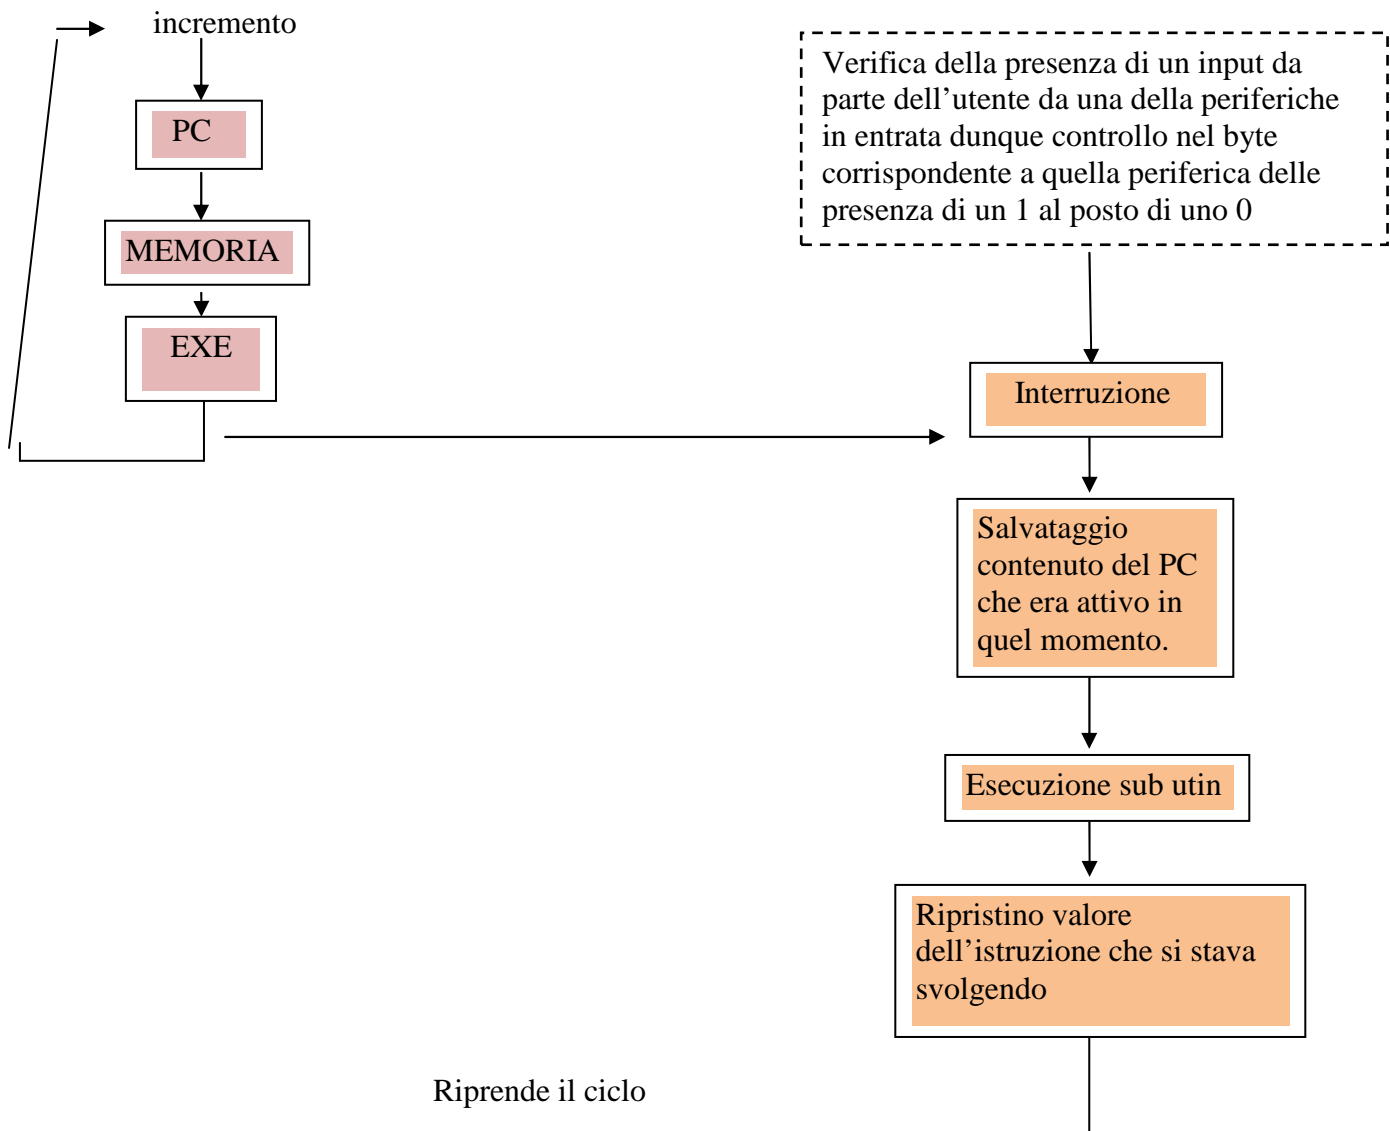 incremento
PC
MEMORIA
EXE
Verifica della presenza di un input da
parte dell’utente da una della periferiche
in entrata dunque controllo nel byte
corrispondente a quella periferica delle
presenza di un 1 al posto di uno 0
Interruzione
Salvataggio
contenuto del PC
che era attivo in
quel momento.
Esecuzione sub utin
Ripristino valore
dell’istruzione che si stava
svolgendo
Riprende il ciclo